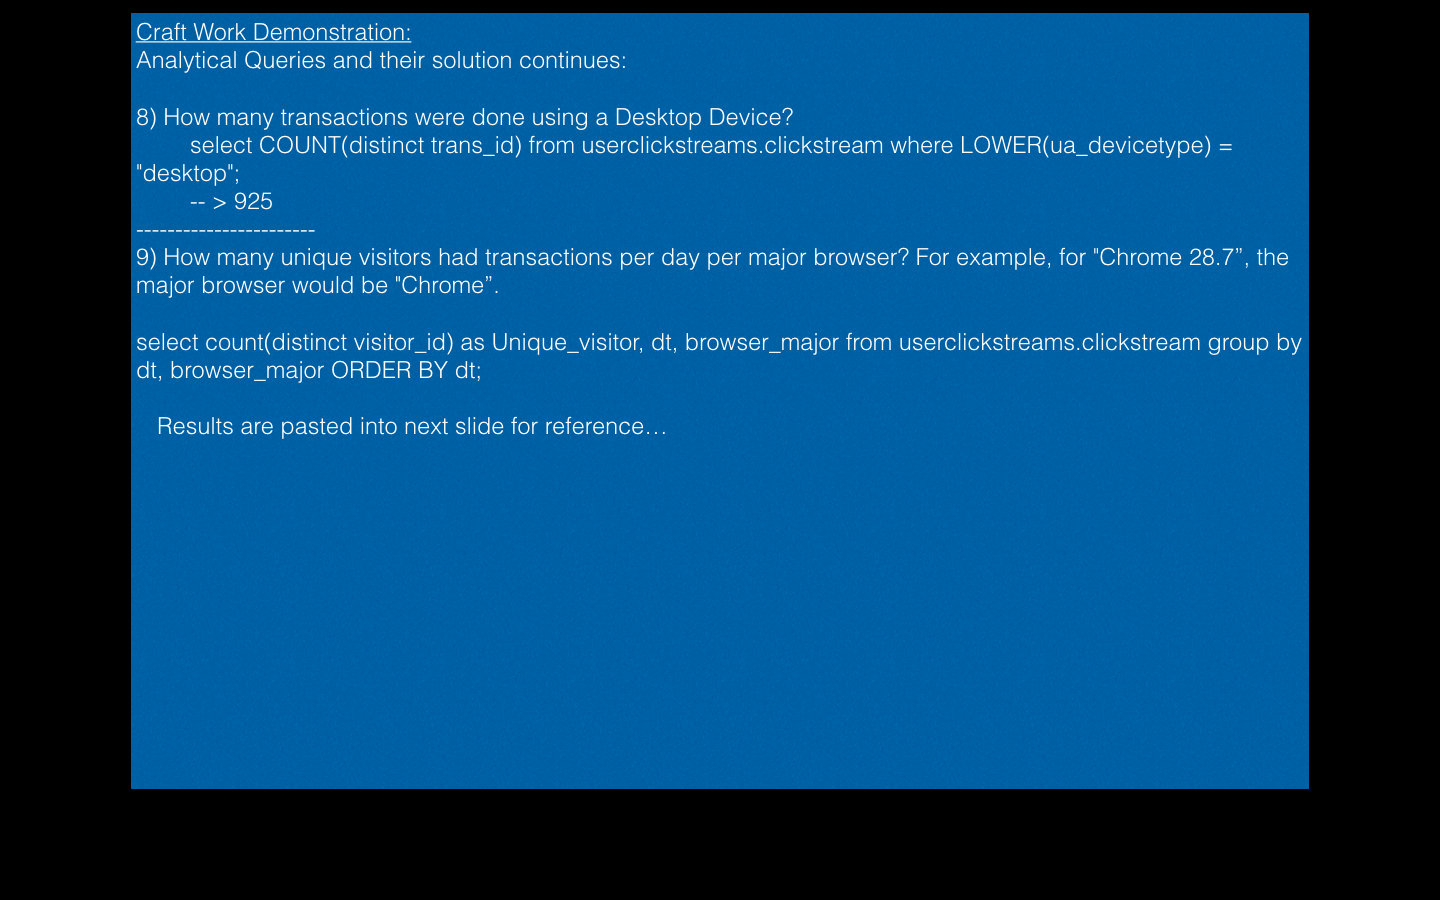 Craft Work Demonstration:
Analytical Queries and their solution continues:
8) How many transactions were done using a Desktop Device?
select COUNT(distinct trans_id) from userclickstreams.clickstream where LOWER(ua_devicetype) =
"desktop";
-- > 925
-----------------------
9) How many unique visitors had transactions per day per major browser? For example, for "Chrome 28.7”, the
major browser would be "Chrome”.
select count(distinct visitor_id) as Unique_visitor, dt, browser_major from userclickstreams.clickstream group by
dt, browser_major ORDER BY dt;
Results are pasted into next slide for reference…